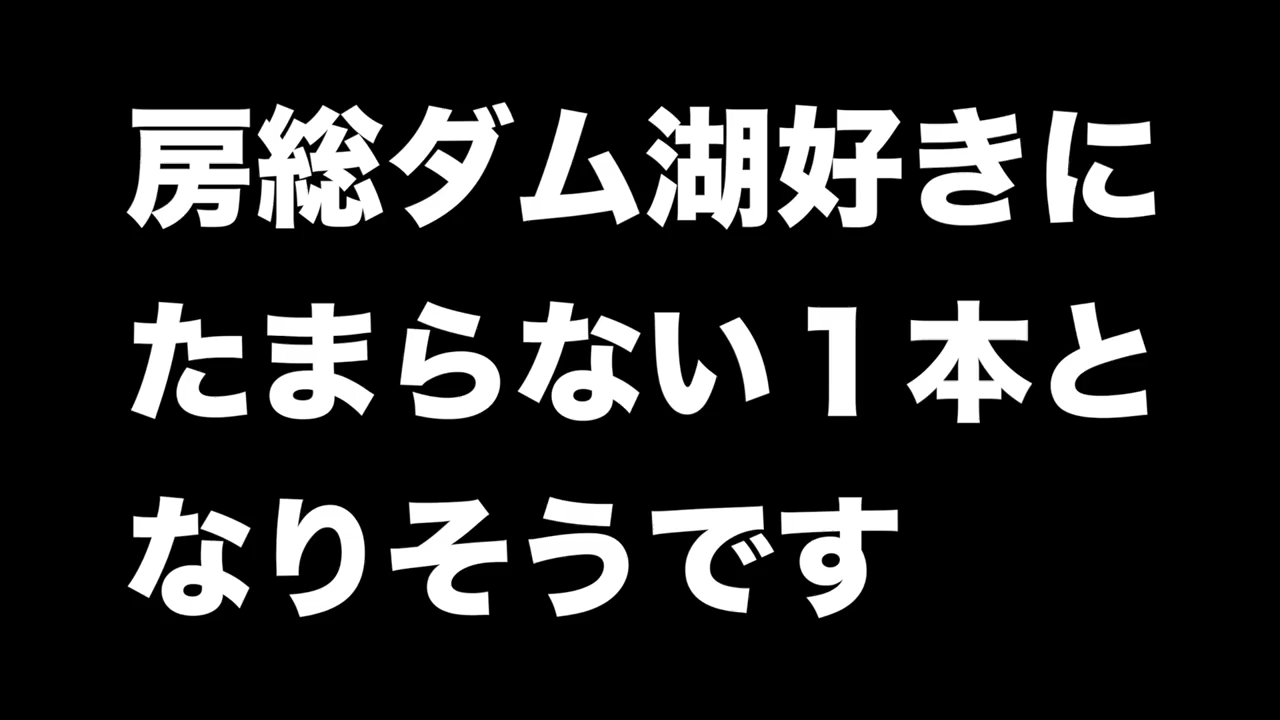 房総ダム湖好きに
たまらない１本と
なりそうです